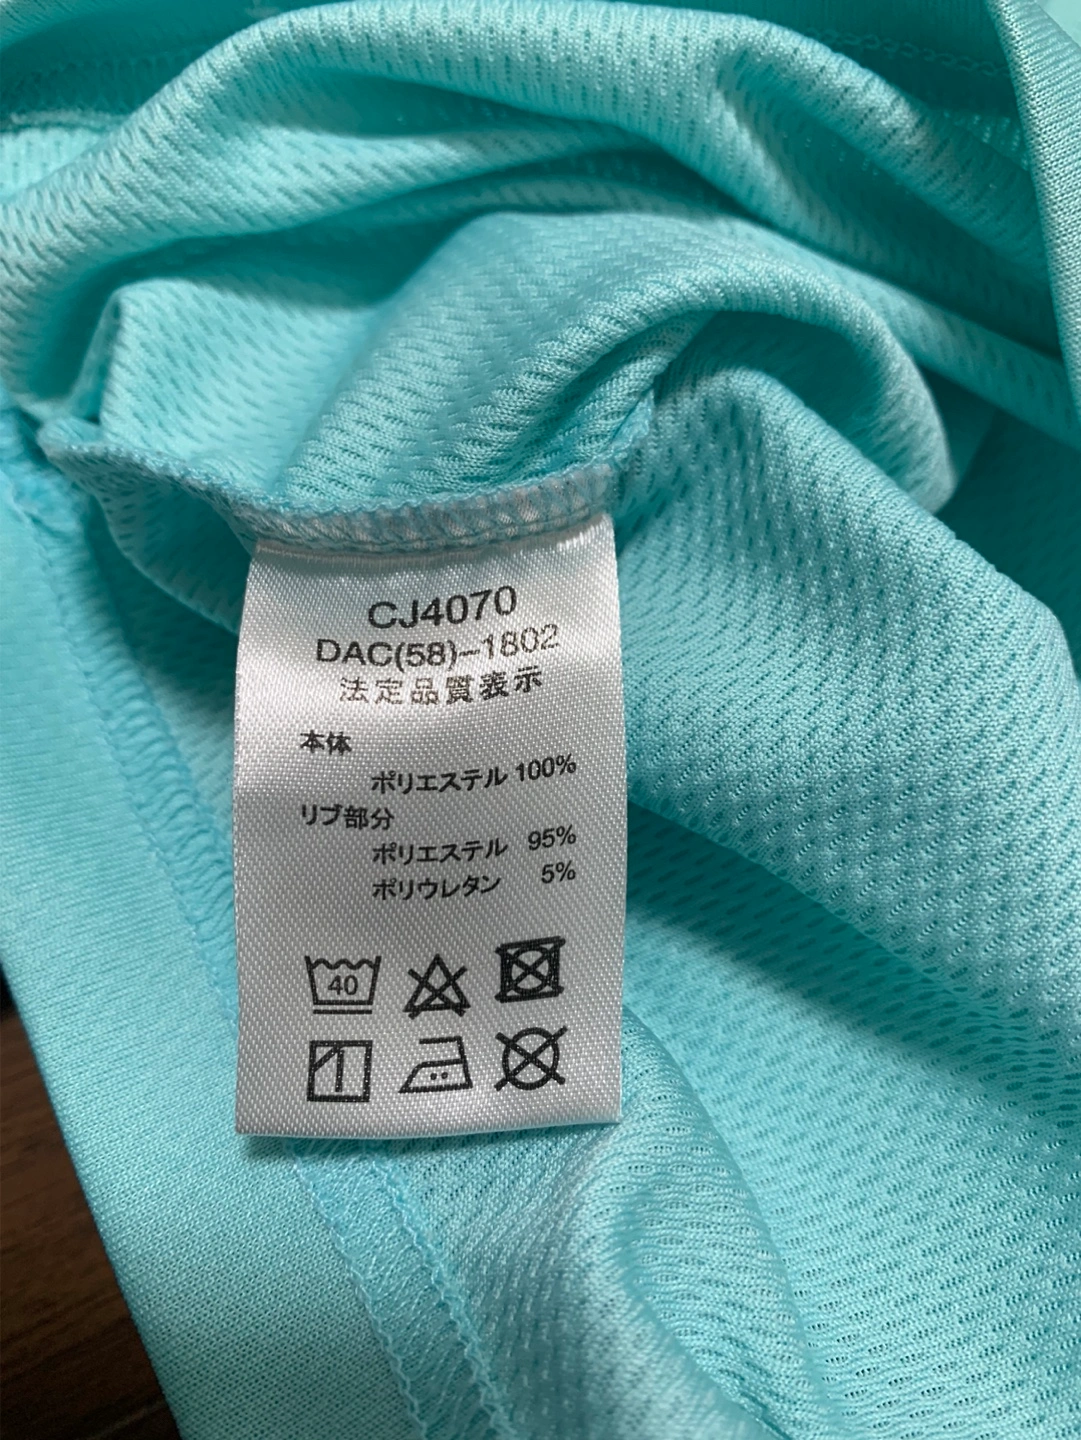 CJ4070
DAC(58)-1802
法定品質表示
本体
ポリエステル 100%
リブ部分
ポリエステル 95%
ポリウレタン 5%
40